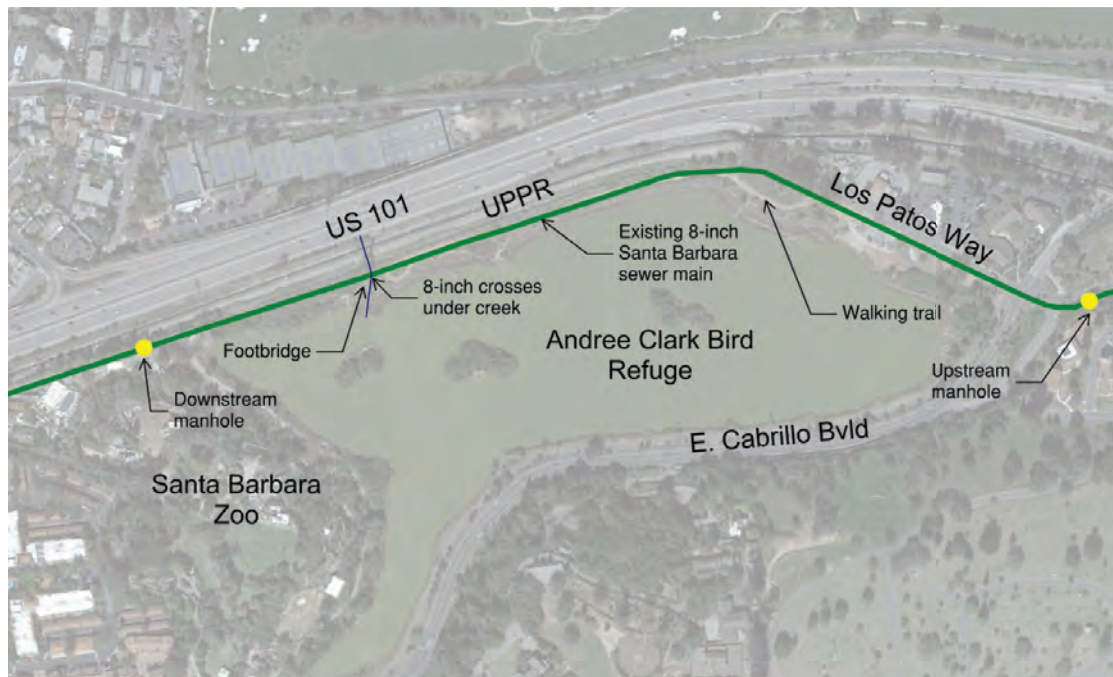 US 101
UPPR
Los Patos Way
Existing 8-inch
Santa Barbara
sewer main
8-inch crosses
under creek
Walking trail
Footbridge
Andree Clark Bird
Refuge
Upstream
manhole
Downstream
manhole
E. Cabrillo Bvld
Santa Barbara
Zoo